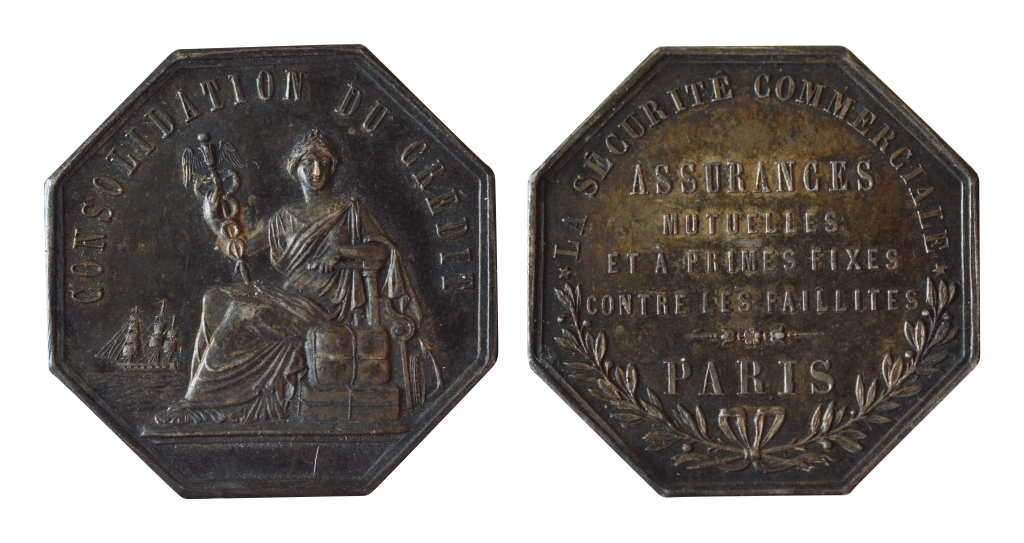 CONSOLIDATION DU CRÉDIT
LA SÉCURITÉ COMMERCIALE
ASSURANCES
MUTUELLES
ET À PRIMES FIXES
CONTRE LES FAILLITES
PARIS